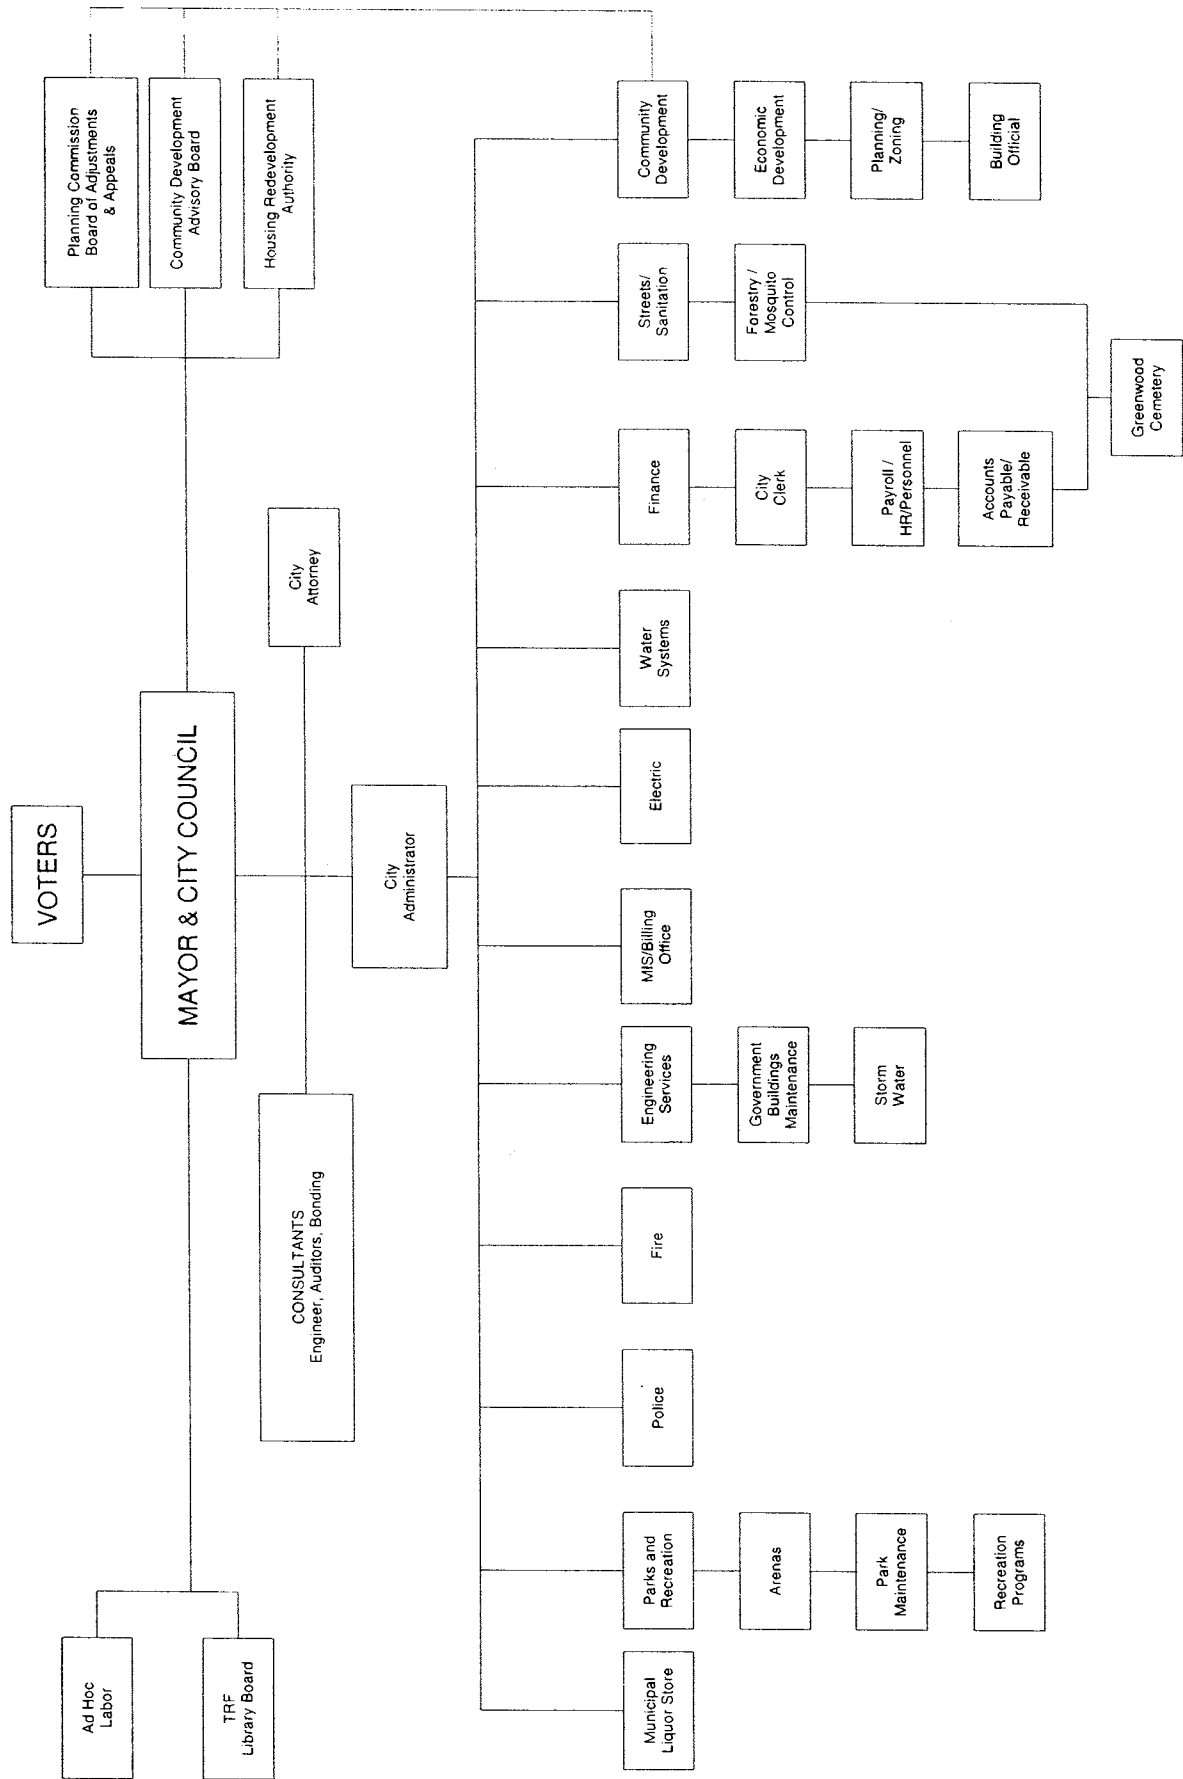 VOTERS
MAYOR & CITY COUNCIL
Ad Hoc
Labor
TRF
Library Board
Planning Commission
Board of Adjustments
& Appeals
Community Development
Advisory Board
Housing Redevelopment
Authority
CONSULTANTS
Engineer, Auditors, Bonding
City
Attorney
City
Administrator
Municipal
Liquor Store
Parks and
Recreation
Arenas
Park
Maintenance
Recreation
Programs
Police
Fire
Engineering
Services
Government
Buildings
Maintenance
Storm
Water
MIS/Billing
Office
Electric
Water
Systems
Finance
City
Clerk
Payroll /
HR/Personnel
Accounts
Payable/
Receivable
Streets/
Sanitation
Forestry /
Mosquito
Control
Greenwood
Cemetery
Community
Development
Economic
Development
Planning/
Zoning
Building
Official